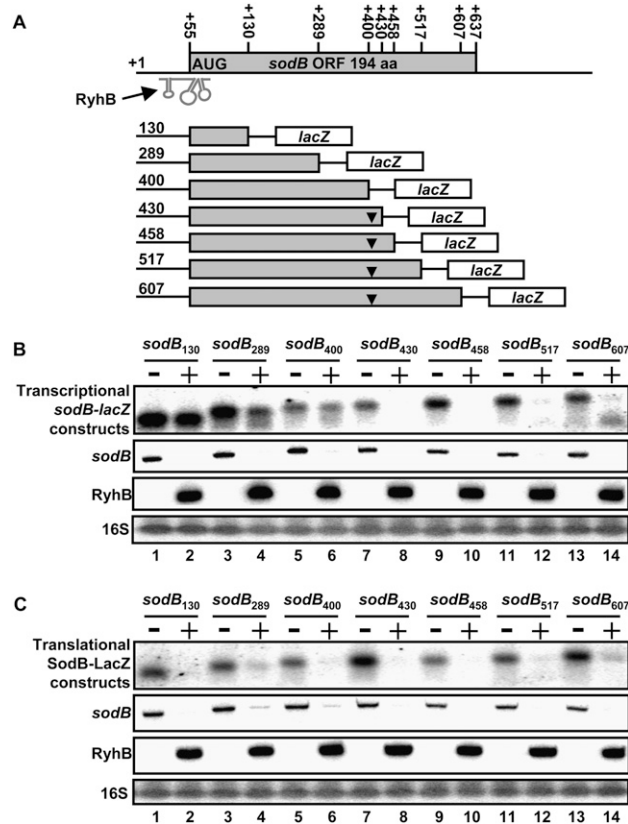 A
+55 +130 +289 +400 +430 +458 +517 +607 +637
+1 AUG sodB ORF 194 aa
RyhB
130 lacZ
289 lacZ
400 lacZ
430 lacZ
458 lacZ
517 lacZ
607 lacZ
B
sodB130 sodB289 sodB400 sodB430 sodB458 sodB517 sodB607
- + - + - + - + - + - + - +
Transcriptional
sodB-lacZ
constructs
sodB
RyhB
16S
1 2 3 4 5 6 7 8 9 10 11 12 13 14
C
sodB130 sodB289 sodB400 sodB430 sodB458 sodB517 sodB607
- + - + - + - + - + - + - +
Translational
SodB-LacZ
constructs
sodB
RyhB
16S
1 2 3 4 5 6 7 8 9 10 11 12 13 14